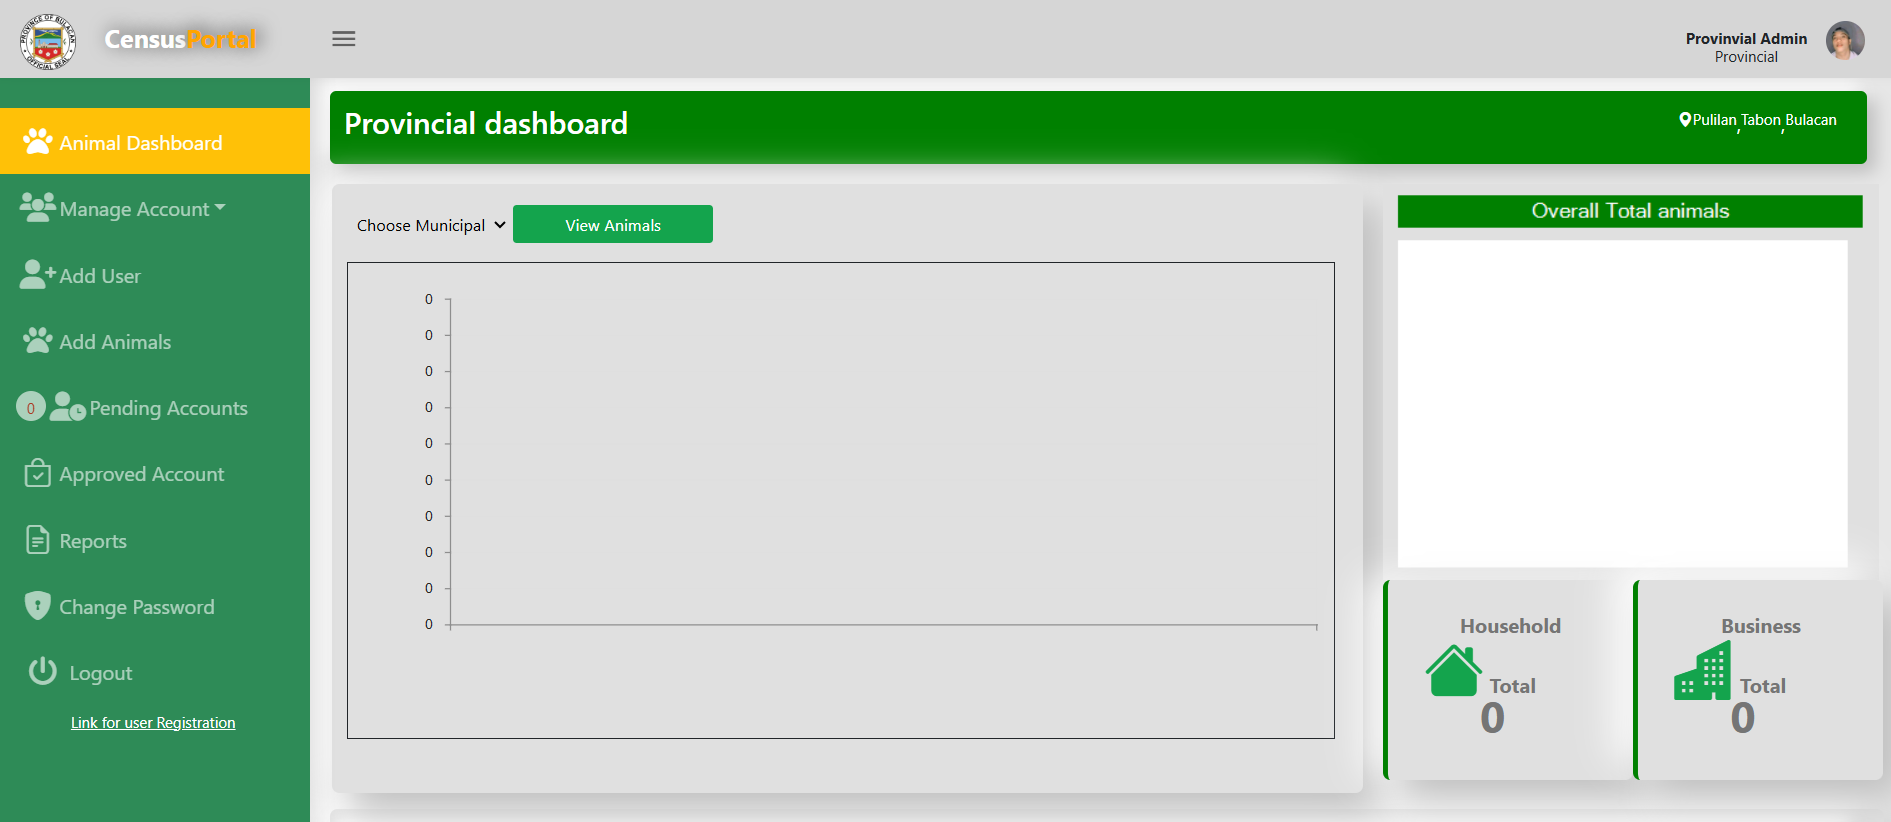 PROVINCE OF BULACAN
OFFICIAL SEAL
CensusPortal
Provinvial Admin
Provincial
Animal Dashboard
Manage Account
Add User
Add Animals
0 Pending Accounts
Approved Account
Reports
Change Password
Logout
Link for user Registration
Provincial dashboard
Pulilan, Tabon, Bulacan
Choose Municipal
View Animals
0
0
0
0
0
0
0
0
0
0
Overall Total animals
Household
Total
0
Business
Total
0